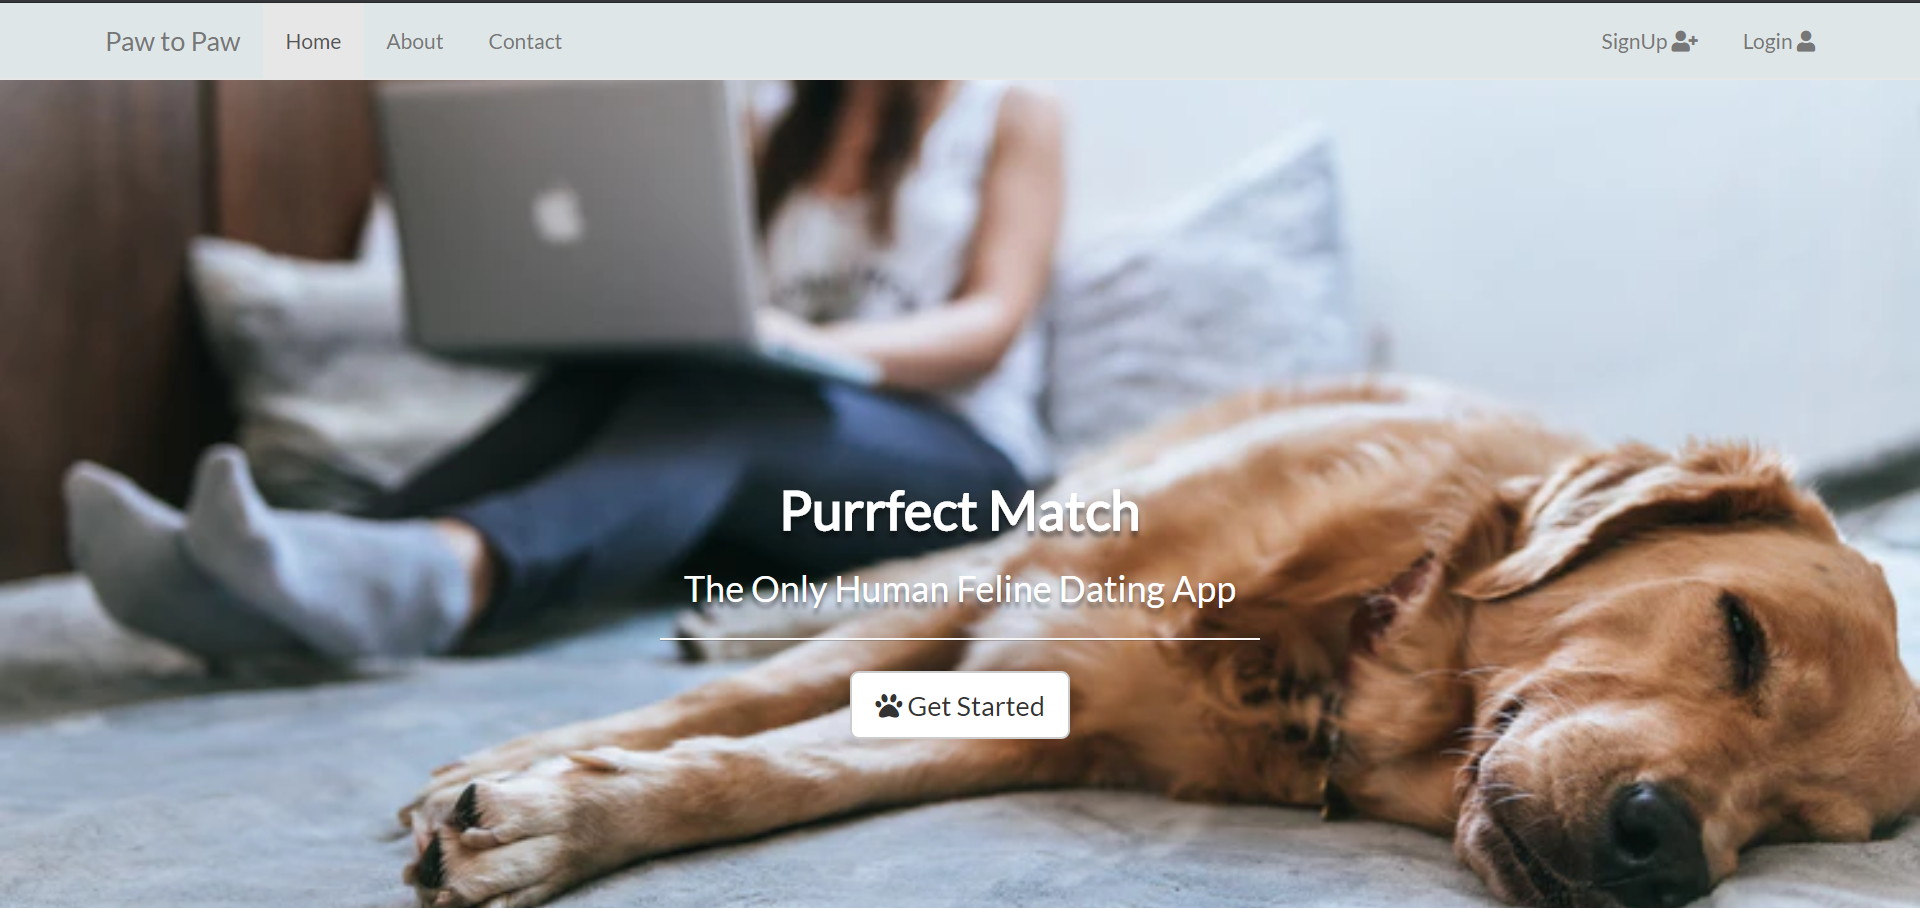 Paw to Paw Home About Contact SignUp Login
Purrfect Match
The Only Human Feline Dating App
Get Started